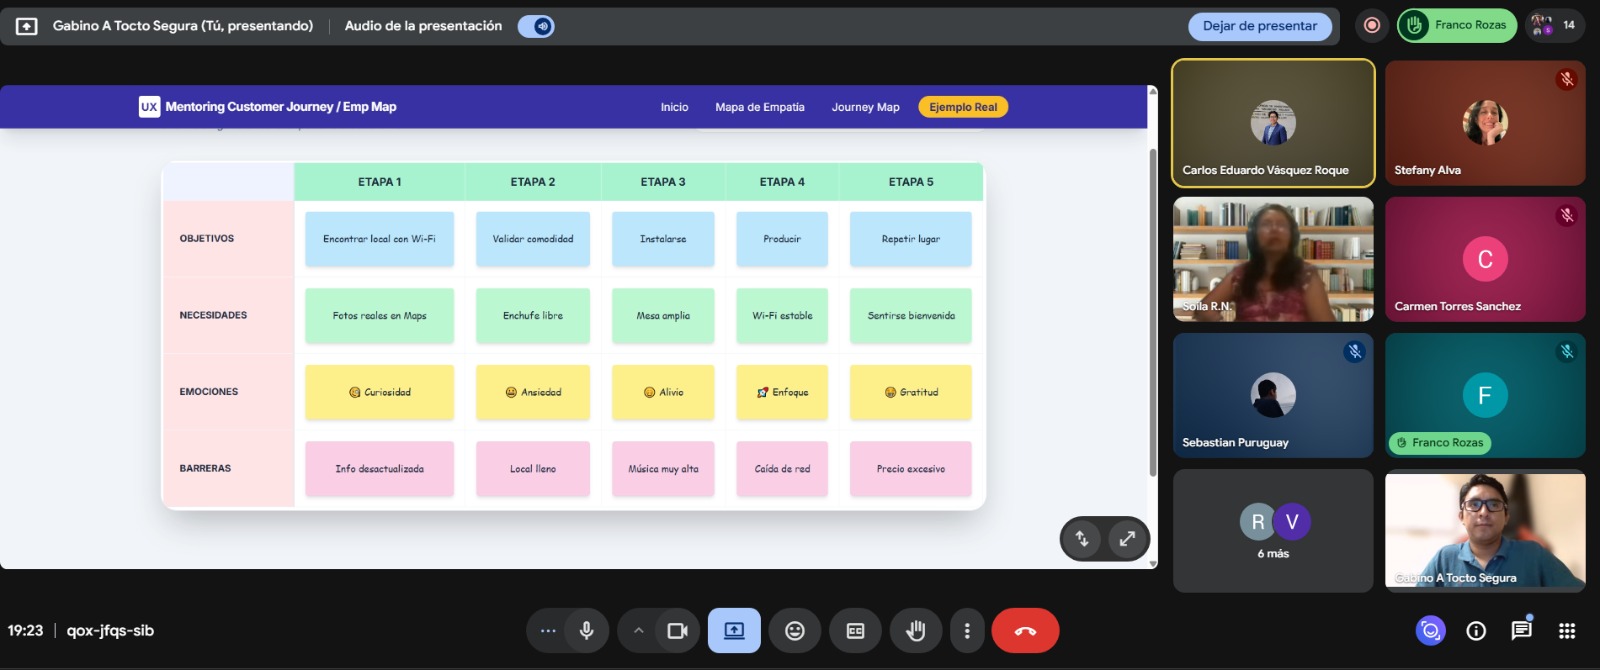 Gabino A Tocto Segura (Tú, presentando)
Audio de la presentación
Dejar de presentar
Franco Rozas
14
UX Mentoring Customer Journey / Emp Map
Inicio
Mapa de Empatía
Journey Map
Ejemplo Real
ETAPA 1
ETAPA 2
ETAPA 3
ETAPA 4
ETAPA 5
OBJETIVOS
Encontrar local con Wi-Fi
Validar comodidad
Instalarse
Producir
Repetir lugar
NECESIDADES
Fotos reales en Maps
Enchufe libre
Mesa amplia
Wi-Fi estable
Sentirse bienvenida
EMOCIONES
Curiosidad
Ansiedad
Alivio
Enfoque
Gratitud
BARRERAS
Info desactualizada
Local lleno
Música muy alta
Caída de red
Precio excesivo
Carlos Eduardo Vásquez Roque
Stefany Alva
Soila R.N.
C
Carmen Torres Sanchez
Sebastian Puruguay
F
Franco Rozas
R
V
6 más
Gabino A Tocto Segura
19:23
qox-jfqs-sib